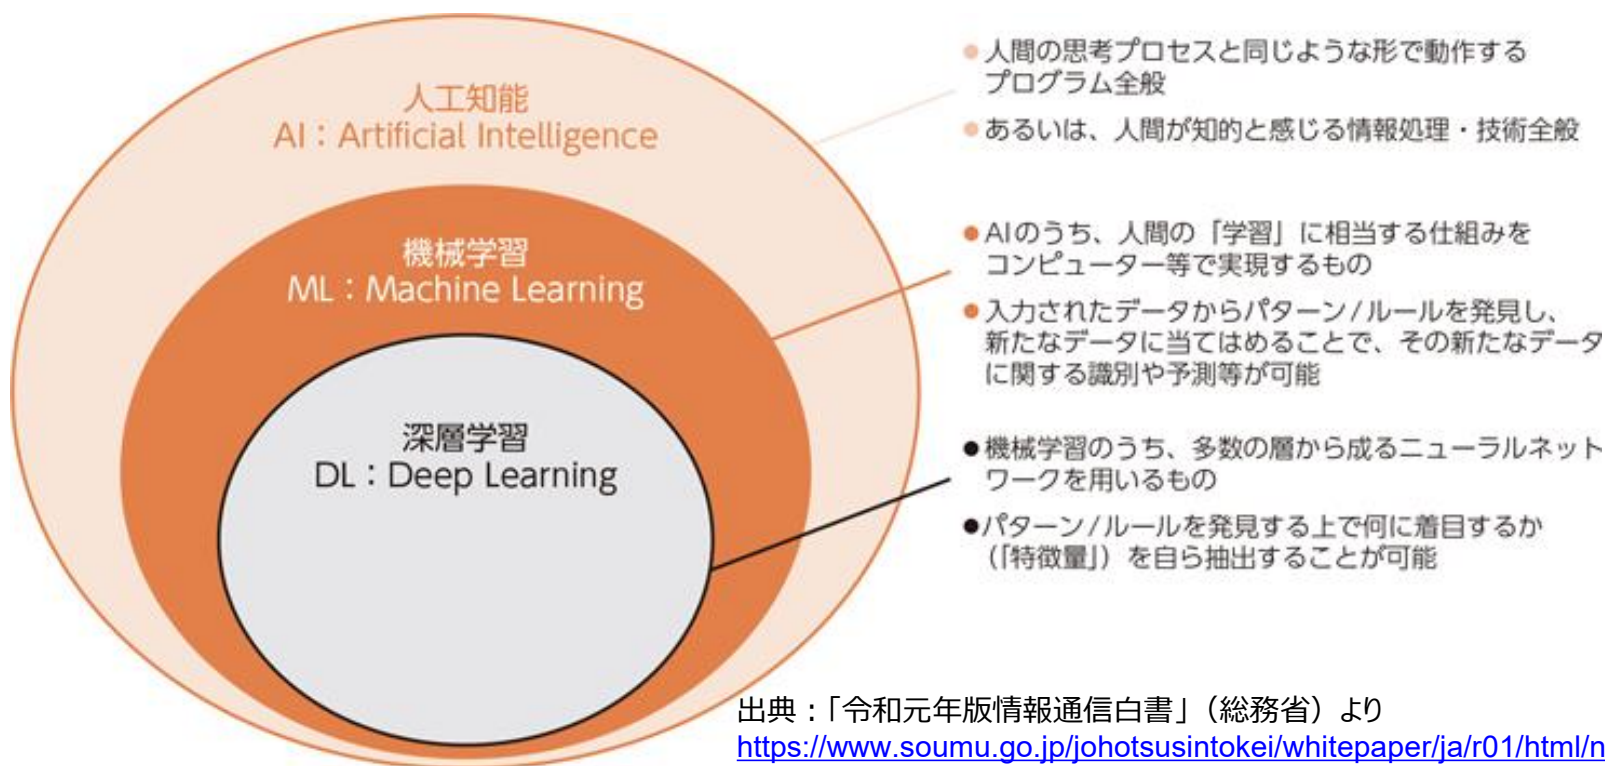 人工知能
AI：Artificial Intelligence
機械学習
ML：Machine Learning
深層学習
DL：Deep Learning
●人間の思考プロセスと同じような形で動作する
プログラム全般
●あるいは、人間が知的と感じる情報処理・技術全般
●AIのうち、人間の「学習」に相当する仕組みを
コンピューター等で実現するもの
●入力されたデータからパターン/ルールを発見し、
新たなデータに当てはめることで、その新たなデータ
に関する識別や予測等が可能
●機械学習のうち、多数の層から成るニューラルネット
ワークを用いるもの
●パターン/ルールを発見する上で何に着目するか
（「特徴量」）を自ら抽出することが可能
出典：「令和元年版情報通信白書」（総務省）より
https://www.soumu.go.jp/johotsusintokei/whitepaper/ja/r01/html/n